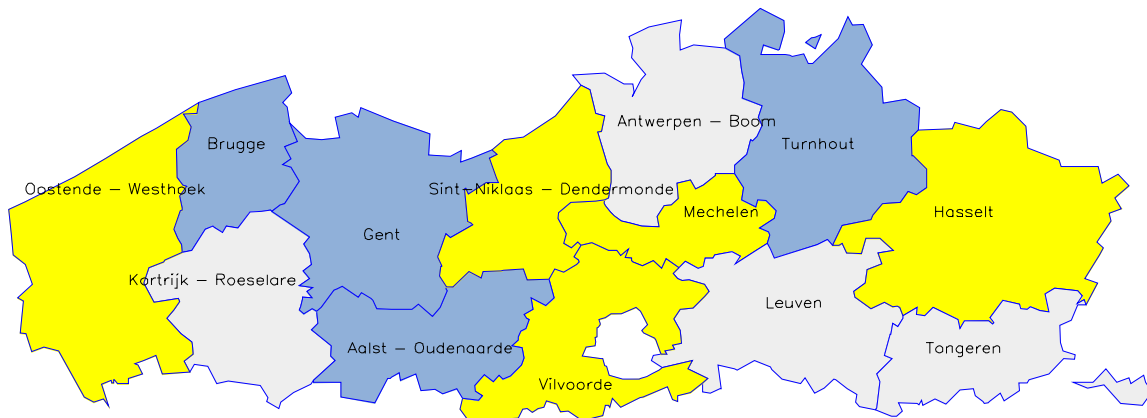 Antwerpen – Boom
Brugge
Turnhout
Oostende – Westhoek
Sint-Niklaas – Dendermonde
Mechelen
Hasselt
Gent
Kortrijk – Roeselare
Leuven
Aalst – Oudenaarde
Tongeren
Vilvoorde